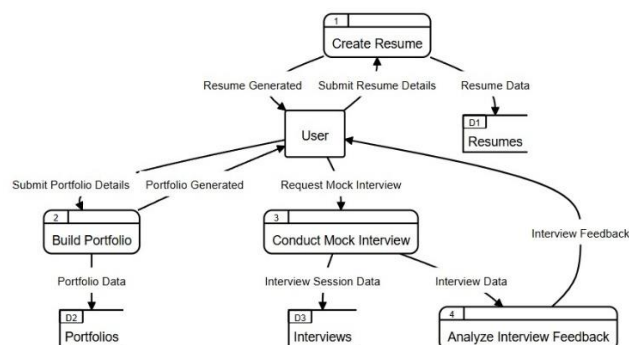 1
Create Resume
Resume Generated
Submit Resume Details
Resume Data
D1
Resumes
User
Submit Portfolio Details
Portfolio Generated
Request Mock Interview
2
Build Portfolio
3
Conduct Mock Interview
Interview Feedback
Portfolio Data
Interview Session Data
Interview Data
D2
Portfolios
D3
Interviews
4
Analyze Interview Feedback